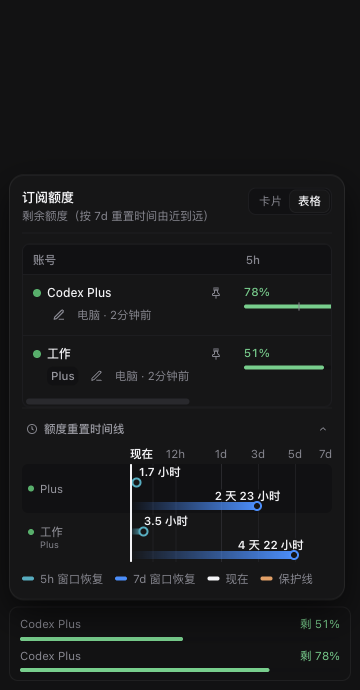 订阅额度
剩余额度（按 7d 重置时间由近到远）
卡片 表格
账号 5h
Codex Plus 78%
电脑 · 2分钟前
工作 51%
Plus 电脑 · 2分钟前
额度重置时间线
现在 12h 1d 3d 5d 7d
1.7 小时
Plus
2 天 23 小时
3.5 小时
工作
Plus
4 天 22 小时
5h 窗口恢复 7d 窗口恢复 现在 保护线
Codex Plus 剩 51%
Codex Plus 剩 78%